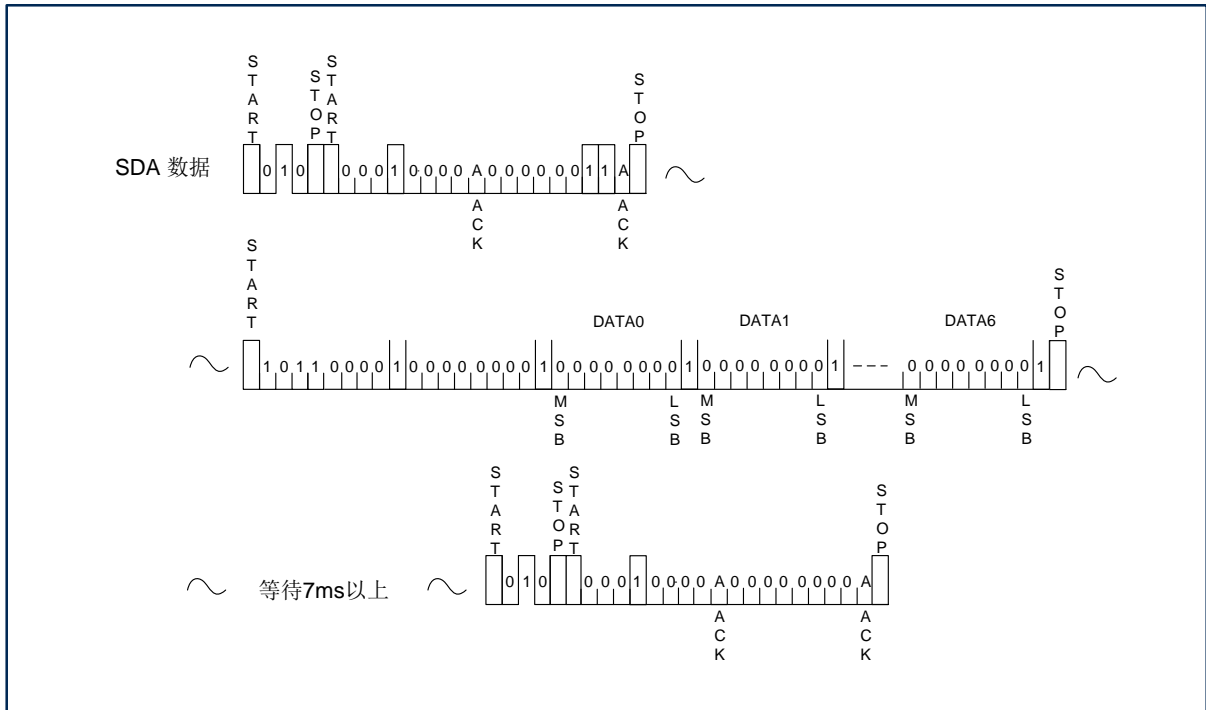 START
STOP
START
STOP
SDA 数据
0 1 0 0 0 0 1 0 0 0 0 A 0 0 0 0 0 0 1 1 A
ACK
ACK
START
STOP
DATA0
DATA1
DATA6
1 0 1 1 0 0 0 0 1 0 0 0 0 0 0 0 0 1 0 0 0 0 0 0 0 0 1 0 0 0 0 0 0 0 0 1 --- 0 0 0 0 0 0 0 0 1
MSB
LSB
MSB
LSB
MSB
LSB
START
STOP
START
STOP
等待7ms以上
0 1 0 0 0 0 1 0 0 0 0 A 0 0 0 0 0 0 0 0 A
ACK
ACK